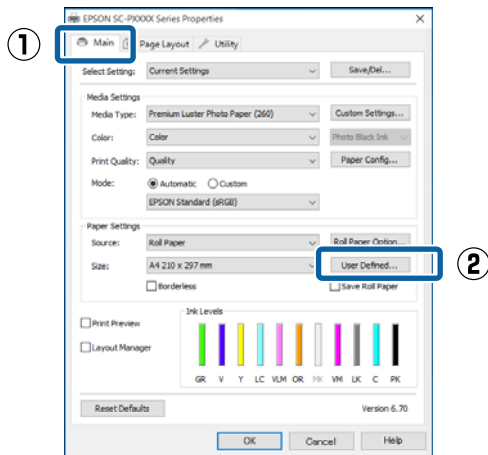 EPSON SC-PXXXX Series Properties
①
Main Page Layout Utility
Select Setting: Current Settings Save/Del...
Media Settings
Media Type: Premium Luster Photo Paper (260) Custom Settings...
Color: Color Photo Black Ink
Print Quality: Quality Paper Config...
Mode: Automatic Custom
EPSON Standard (sRGB)
Paper Settings
Source: Roll Paper Roll Paper Option...
Size: A4 210 x 297 mm User Defined...
②
Borderless Save Roll Paper
Ink Levels
Print Preview
Layout Manager
GR V Y LC VLM OR MK VM LK C PK
Reset Defaults Version 6.70
OK Cancel Help